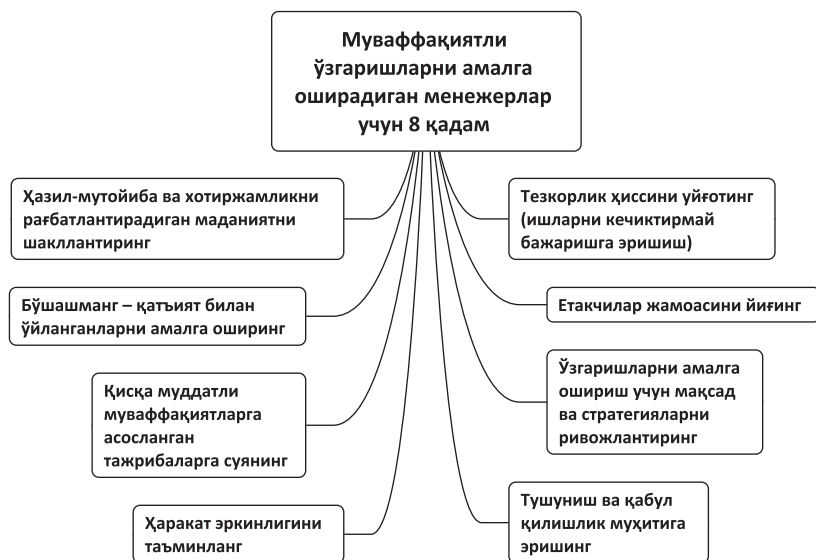 Муваффақиятли
ўзгаришларни амалга
оширадиган менежерлар
учун 8 қадам
Ҳазил-мутойиба ва хотиржамликни
рағбатлантирадиган маданиятни
шакллантиринг
Тезкорлик ҳиссини уйғотинг
(ишларни кечиктирмай
бажаришга эришиш)
Бўшашманг – қатъият билан
ўйланганларни амалга оширинг
Етакчилар жамоасини йиғинг
Қисқа муддатли
муваффақиятларга
асосланган
тажрибаларга суянинг
Ўзгаришларни амалга
ошириш учун мақсад
ва стратегияларни
ривожлантиринг
Ҳаракат эркинлигини
таъминланг
Тушуниш ва қабул
қилишлик муҳитига
эришинг